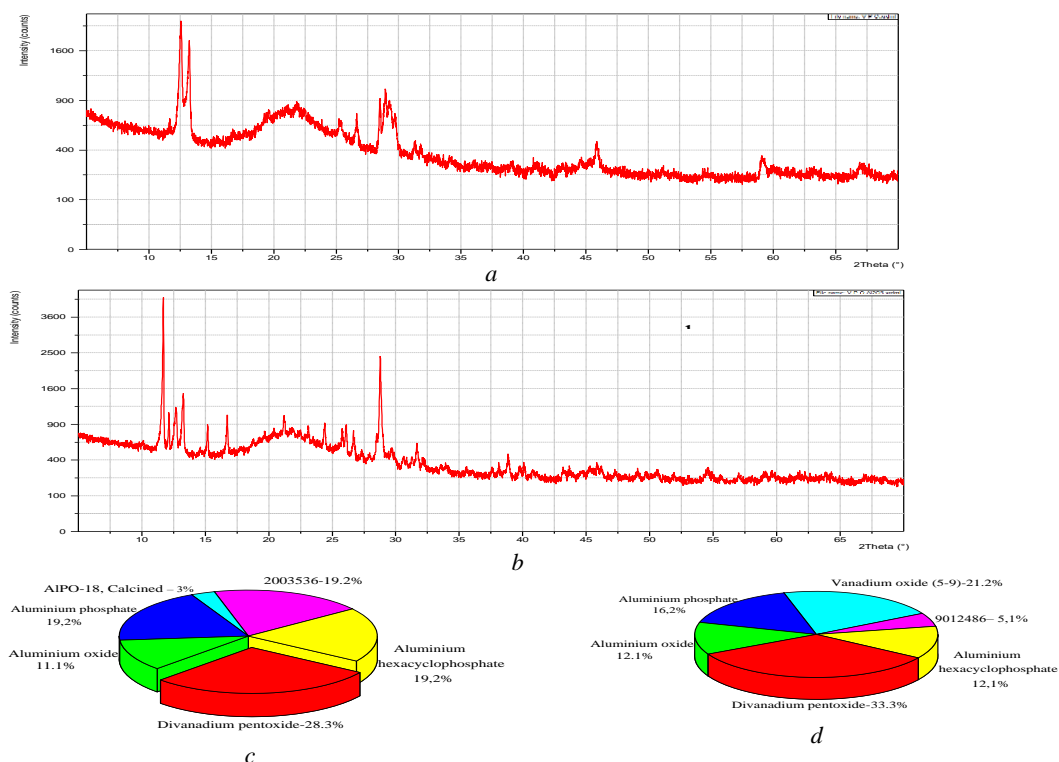 Intensity (counts)
1600
900
400
100
0
10 15 20 25 30 35 40 45 50 55 60 65
2Theta (°)
a
Intensity (counts)
3600
2500
1600
900
400
100
0
10 15 20 25 30 35 40 45 50 55 60 65
2Theta (°)
b
2003536-19.2%
AlPO-18, Calcined – 3%
Aluminium phosphate
19,2%
Aluminium oxide
11.1%
Aluminium
hexacyclophosphate
19,2%
Divanadium pentoxide-28.3%
c
Vanadium oxide (5-9)-21.2%
Aluminium phosphate
16,2%
9012486– 5,1%
Aluminium oxide
12.1%
Aluminium
hexacyclophosphate
12,1%
Divanadium pentoxide-33.3%
d